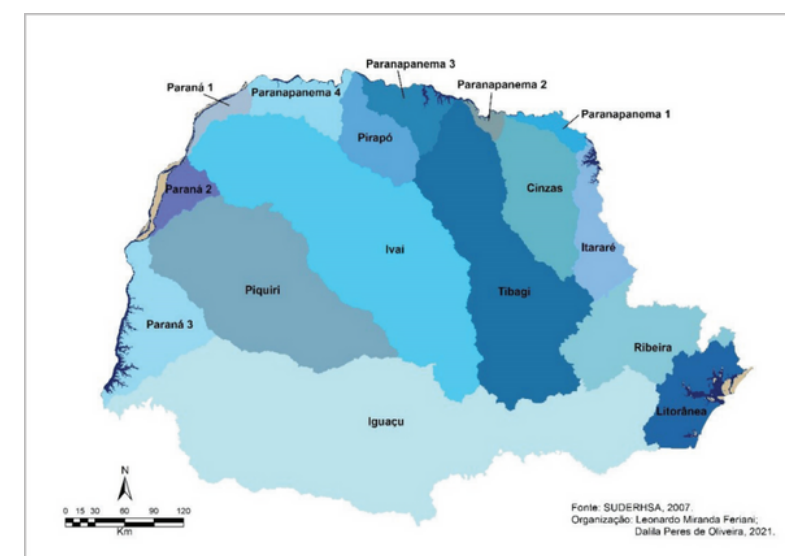 Paranapanema 3
Paraná 1
Paranapanema 4
Paranapanema 2
Paranapanema 1
Pirapó
Paraná 2
Cinzas
Ivaí
Itararé
Piquiri
Tibagi
Paraná 3
Ribeira
Iguaçu
Litorânea
N
0 15 30 60 90 120
Km
Fonte: SUDERHSA, 2007.
Organização: Leonardo Miranda Feriani;
Dalila Peres de Oliveira, 2021.